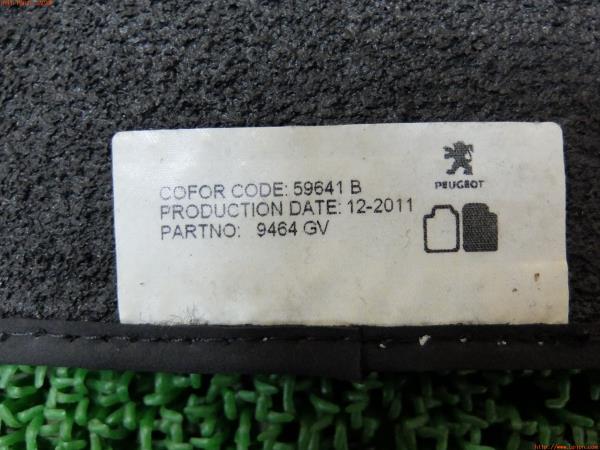 PEUGEOT
COFOR CODE: 59641 B
PRODUCTION DATE: 12-2011
PARTNO: 9464 GV